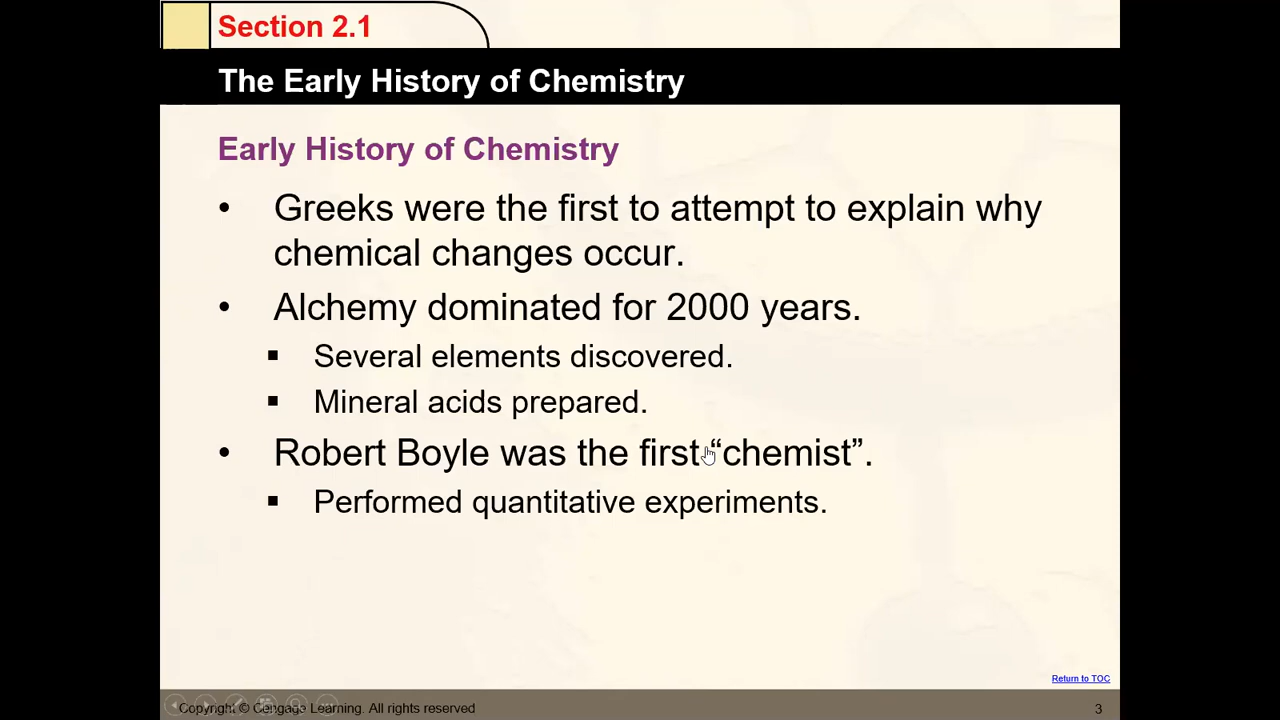 Section 2.1
The Early History of Chemistry
Early History of Chemistry
• Greeks were the first to attempt to explain why
chemical changes occur.
• Alchemy dominated for 2000 years.
▪ Several elements discovered.
▪ Mineral acids prepared.
• Robert Boyle was the first “chemist”.
▪ Performed quantitative experiments.
Return to TOC
Copyright © Cengage Learning. All rights reserved
3